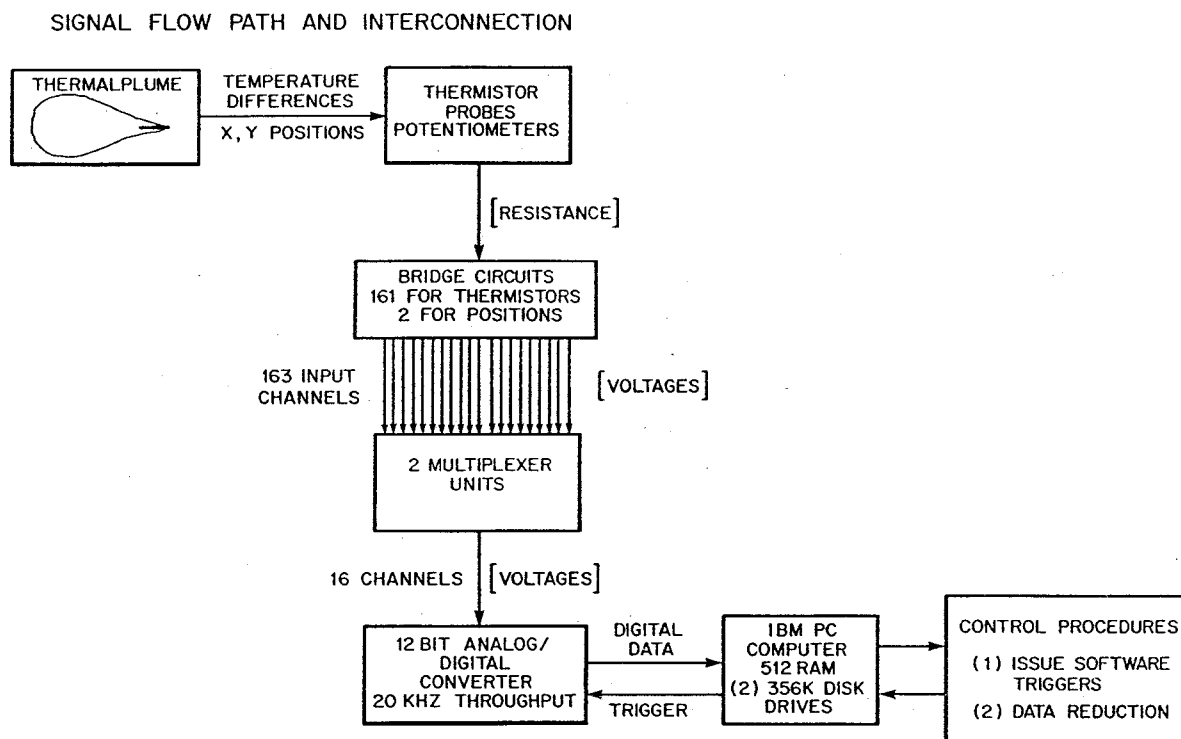 SIGNAL FLOW PATH AND INTERCONNECTION
THERMALPLUME
TEMPERATURE
DIFFERENCES
X, Y POSITIONS
THERMISTOR
PROBES
POTENTIOMETERS
[RESISTANCE]
BRIDGE CIRCUITS
161 FOR THERMISTORS
2 FOR POSITIONS
163 INPUT
CHANNELS
[VOLTAGES]
2 MULTIPLEXER
UNITS
16 CHANNELS
[VOLTAGES]
12 BIT ANALOG/
DIGITAL
CONVERTER
20 KHZ THROUGHPUT
DIGITAL
DATA
TRIGGER
IBM PC
COMPUTER
512 RAM
(2) 356K DISK
DRIVES
CONTROL PROCEDURES
(1) ISSUE SOFTWARE
TRIGGERS
(2) DATA REDUCTION